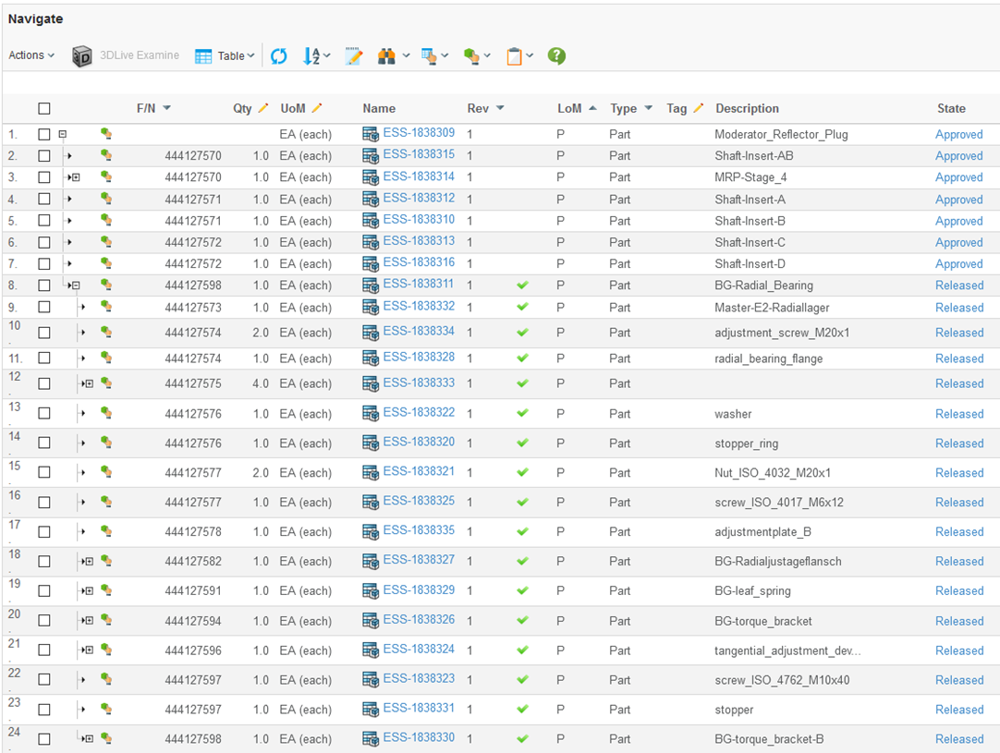 Navigate
Actions 3DLive Examine Table
F/N Qty UoM Name Rev LoM Type Tag Description State
1. EA (each) ESS-1838309 1 P Part Moderator_Reflector_Plug Approved
2. 444127570 1.0 EA (each) ESS-1838315 1 P Part Shaft-Insert-AB Approved
3. 444127570 1.0 EA (each) ESS-1838314 1 P Part MRP-Stage_4 Approved
4. 444127571 1.0 EA (each) ESS-1838312 1 P Part Shaft-Insert-A Approved
5. 444127571 1.0 EA (each) ESS-1838310 1 P Part Shaft-Insert-B Approved
6. 444127572 1.0 EA (each) ESS-1838313 1 P Part Shaft-Insert-C Approved
7. 444127572 1.0 EA (each) ESS-1838316 1 P Part Shaft-Insert-D Approved
8. 444127598 1.0 EA (each) ESS-1838311 1 P Part BG-Radial_Bearing Released
9. 444127573 1.0 EA (each) ESS-1838332 1 P Part Master-E2-Radiallager Released
10. 444127574 2.0 EA (each) ESS-1838334 1 P Part adjustment_screw_M20x1 Released
11. 444127574 1.0 EA (each) ESS-1838328 1 P Part radial_bearing_flange Released
12. 444127575 4.0 EA (each) ESS-1838333 1 P Part Released
13. 444127576 1.0 EA (each) ESS-1838322 1 P Part washer Released
14. 444127576 1.0 EA (each) ESS-1838320 1 P Part stopper_ring Released
15. 444127577 2.0 EA (each) ESS-1838321 1 P Part Nut_ISO_4032_M20x1 Released
16. 444127577 1.0 EA (each) ESS-1838325 1 P Part screw_ISO_4017_M6x12 Released
17. 444127578 1.0 EA (each) ESS-1838335 1 P Part adjustmentplate_B Released
18. 444127582 1.0 EA (each) ESS-1838327 1 P Part BG-Radialjustageflansch Released
19. 444127591 1.0 EA (each) ESS-1838329 1 P Part BG-leaf_spring Released
20. 444127594 1.0 EA (each) ESS-1838326 1 P Part BG-torque_bracket Released
21. 444127596 1.0 EA (each) ESS-1838324 1 P Part tangential_adjustment_dev... Released
22. 444127597 1.0 EA (each) ESS-1838323 1 P Part screw_ISO_4762_M10x40 Released
23. 444127597 1.0 EA (each) ESS-1838331 1 P Part stopper Released
24. 444127598 1.0 EA (each) ESS-1838330 1 P Part BG-torque_bracket-B Released